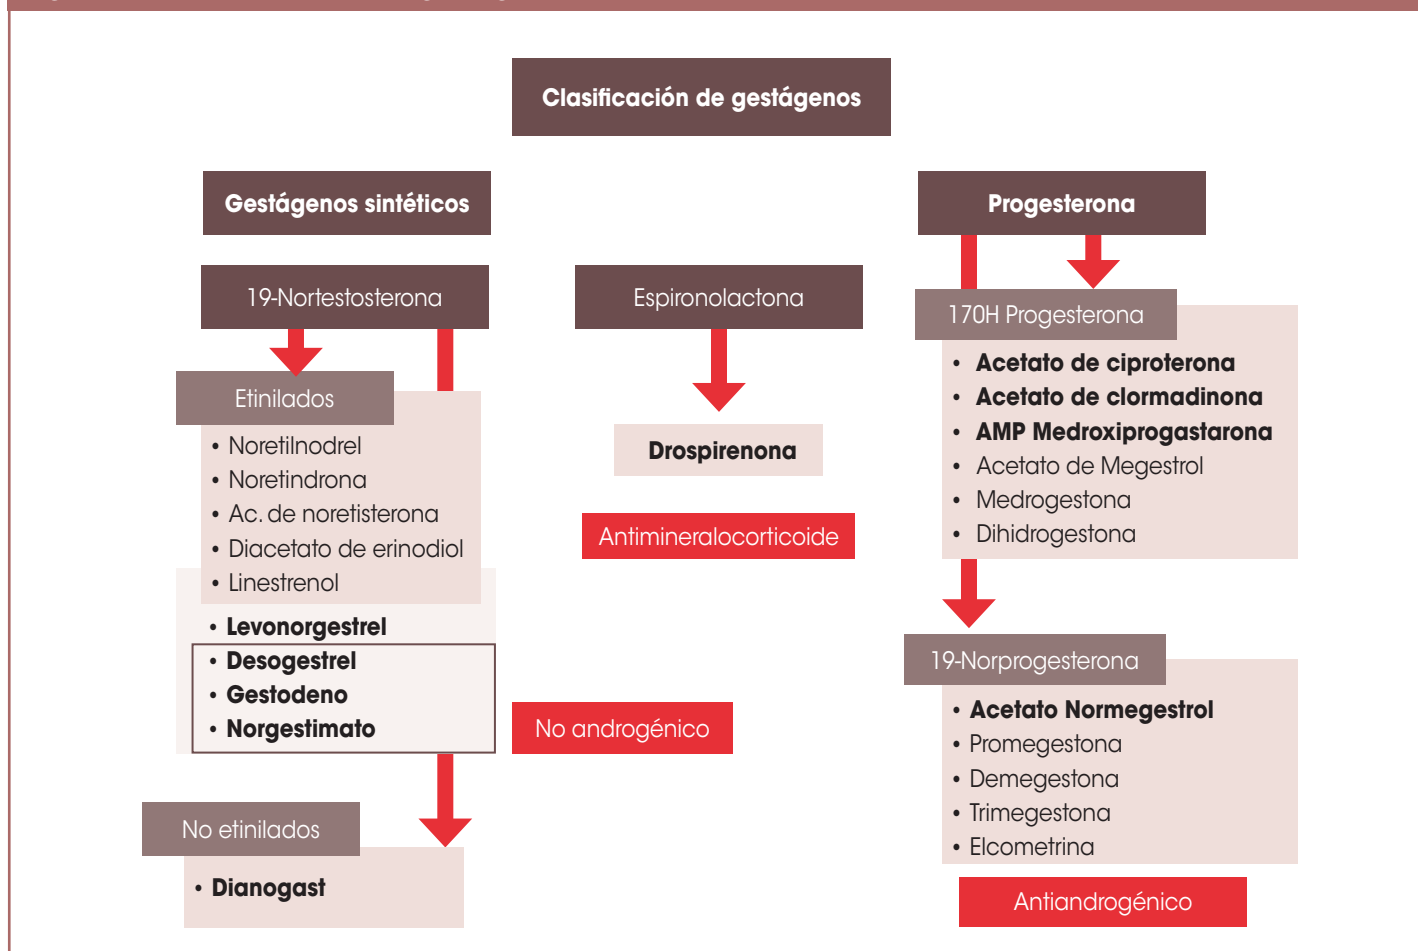 Clasificación de gestágenos
Gestágenos sintéticos
19-Nortestosterona
Etinilados
• Noretilnodrel
• Noretindrona
• Ac. de noretisterona
• Diacetato de erinodiol
• Linestrenol
• Levonorgestrel
• Desogestrel
• Gestodeno
• Norgestimato
No androgénico
No etinilados
• Dianogast
Espironolactona
Drospirenona
Antimineralocorticoide
Progesterona
170H Progesterona
• Acetato de ciproterona
• Acetato de clormadinona
• AMP Medroxiprogastarona
• Acetato de Megestrol
• Medrogestona
• Dihidrogestona
19-Norprogesterona
• Acetato Normegestrol
• Promegestona
• Demegestona
• Trimegestona
• Elcometrina
Antiandrogénico